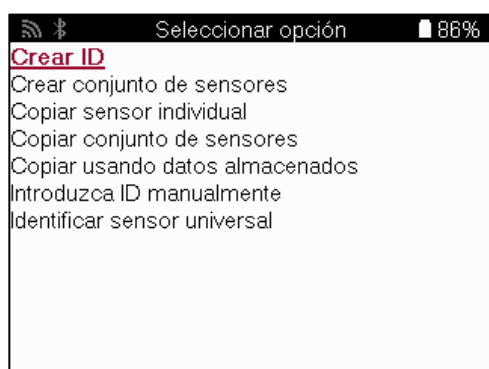 Seleccionar opción 86%
Crear ID
Crear conjunto de sensores
Copiar sensor individual
Copiar conjunto de sensores
Copiar usando datos almacenados
Introduzca ID manualmente
Identificar sensor universal